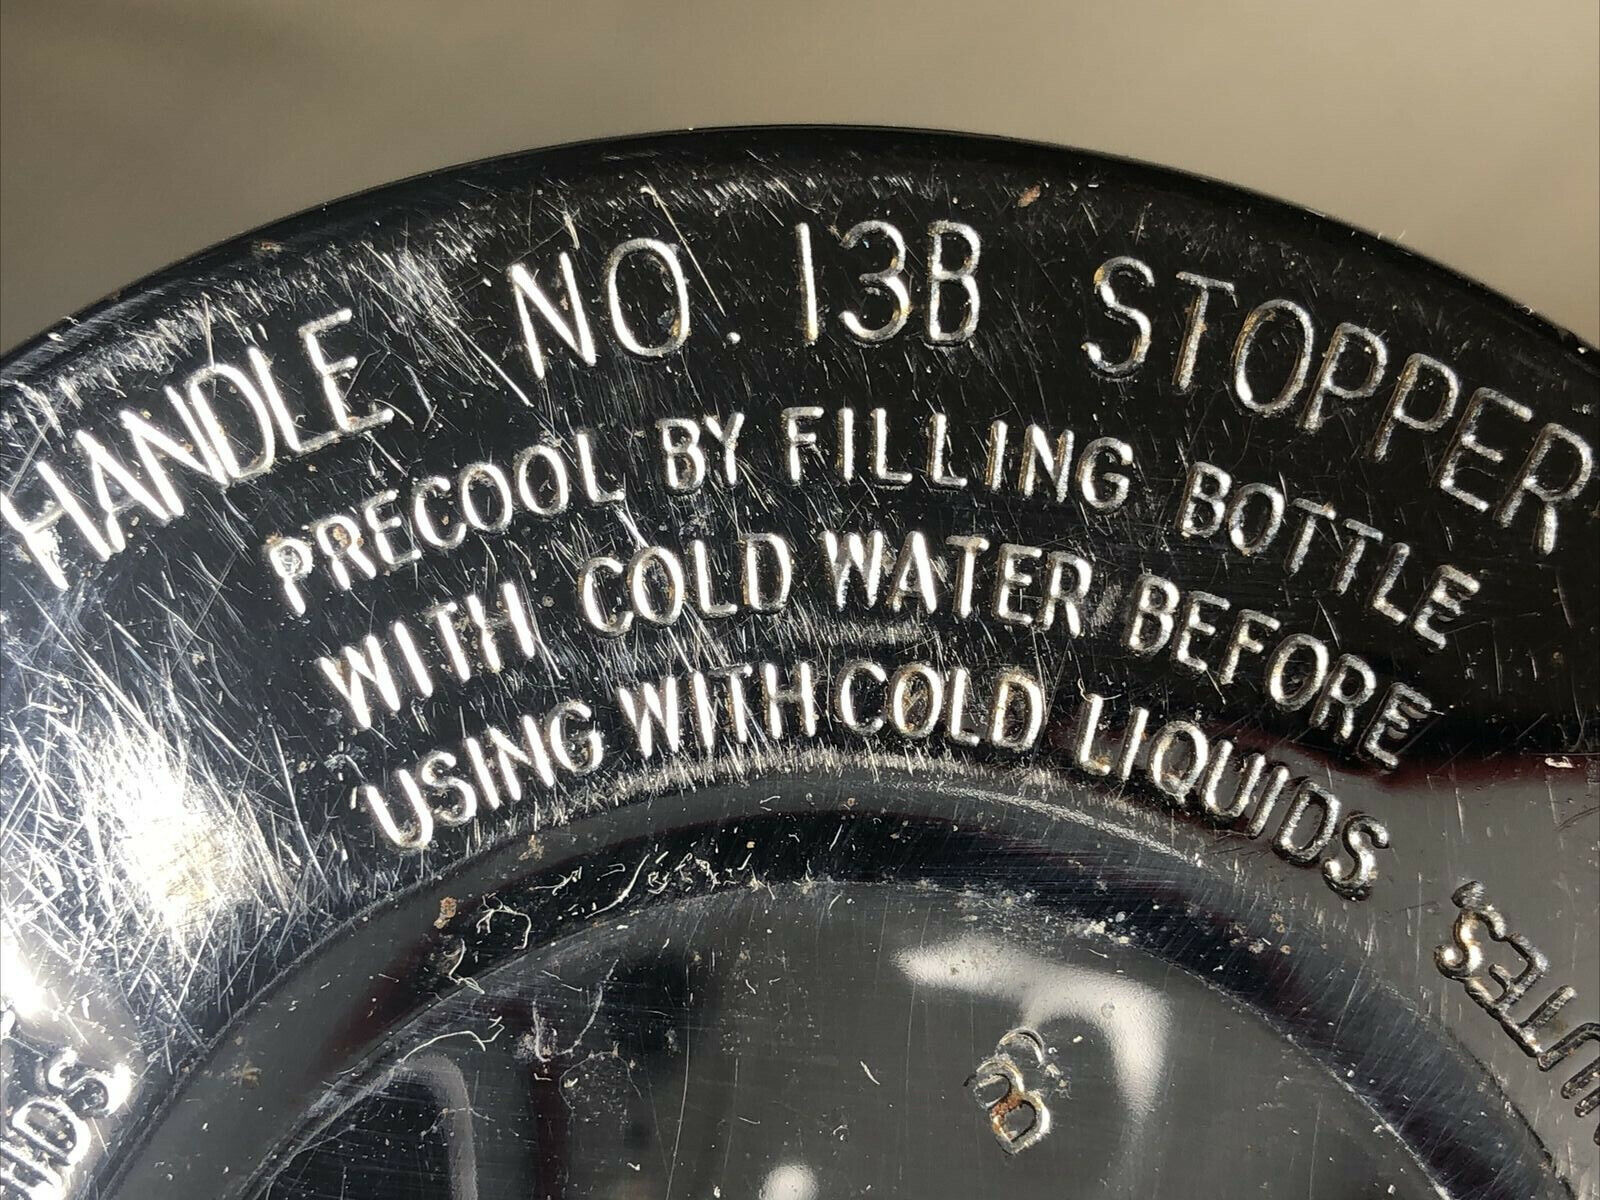 HANDLE NO. 13B STOPPER
PRECOOL BY FILLING BOTTLE
WITH COLD WATER BEFORE
USING WITH COLD LIQUIDS
B